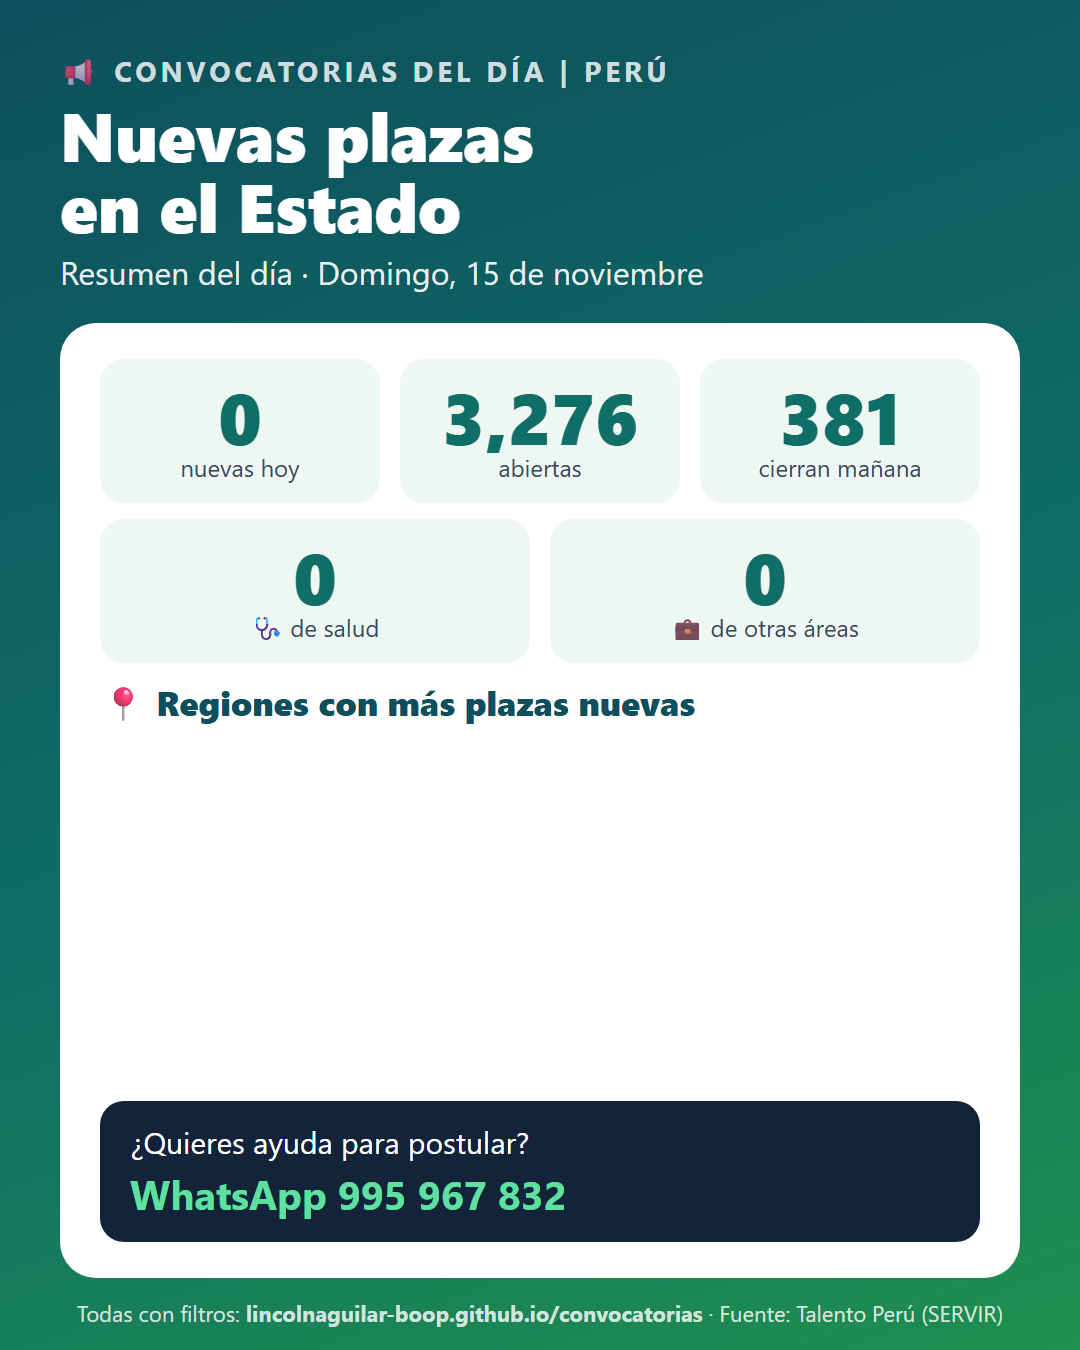 CONVOCATORIAS DEL DÍA | PERÚ
Nuevas plazas
en el Estado
Resumen del día · Domingo, 15 de noviembre
0
nuevas hoy
3,276
abiertas
381
cierran mañana
0
de salud
0
de otras áreas
Regiones con más plazas nuevas
¿Quieres ayuda para postular?
WhatsApp 995 967 832
Todas con filtros: lincolnaguilar-boop.github.io/convocatorias · Fuente: Talento Perú (SERVIR)